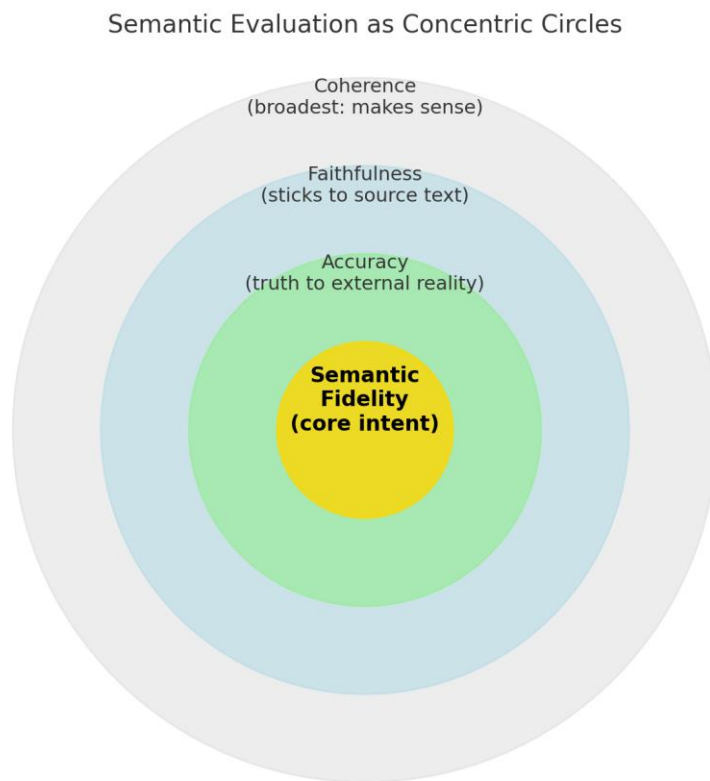 Semantic Evaluation as Concentric Circles
Coherence
(broadest: makes sense)
Faithfulness
(sticks to source text)
Accuracy
(truth to external reality)
Semantic
Fidelity
(core intent)